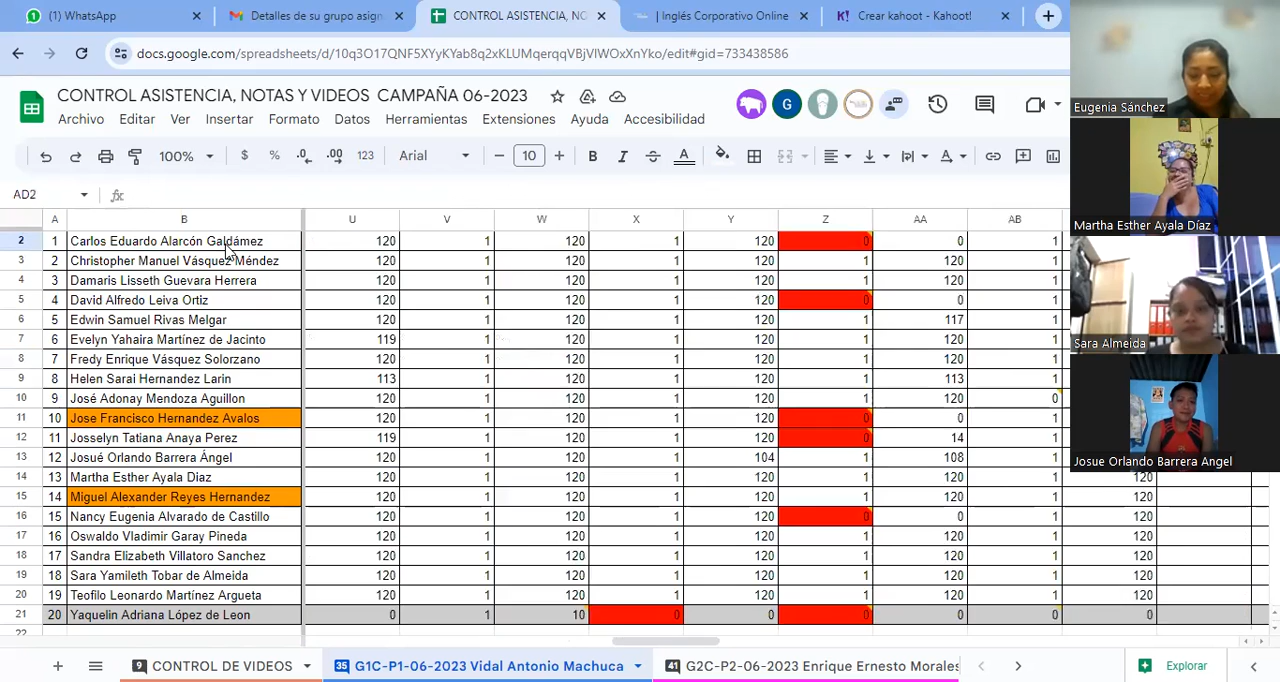 (1) WhatsApp
Detalles de su grupo asign
CONTROL ASISTENCIA, NO
| Inglés Corporativo Online
K! Crear kahoot - Kahoot!
docs.google.com/spreadsheets/d/10q3O17QNF5XYyKYab8q2xKLUMqerqqVBjVlWOxXnYko/edit#gid=733438586
CONTROL ASISTENCIA, NOTAS Y VIDEOS CAMPAÑA 06-2023
G
Archivo Editar Ver Insertar Formato Datos Herramientas Extensiones Ayuda Accesibilidad
100% $ % .0 .00 123 Arial - 10 + B I S A
AD2 fx
A B U V W X Y Z AA AB
2 1 Carlos Eduardo Alarcón Galdámez 120 120 1 120 0 0 1
3 2 Christopher Manuel Vásquez Méndez 120 1 120 1 120 1 120 1
4 3 Damaris Lisseth Guevara Herrera 120 1 120 1 120 1 120 1
5 4 David Alfredo Leiva Ortiz 120 1 120 1 120 0 0 1
6 5 Edwin Samuel Rivas Melgar 120 1 120 1 120 1 117 1
7 6 Evelyn Yahaira Martínez de Jacinto 119 1 120 1 120 1 120 1
8 7 Fredy Enrique Vásquez Solorzano 120 1 120 1 120 1 120 1
9 8 Helen Sarai Hernandez Larin 113 1 120 1 120 1 113 1
10 9 José Adonay Mendoza Aguillon 120 1 120 1 120 1 120 0
11 10 Jose Francisco Hernandez Avalos 120 1 120 1 120 0 0 1
12 11 Josselyn Tatiana Anaya Perez 119 1 120 1 120 0 14 1
13 12 Josué Orlando Barrera Ángel 120 1 120 1 104 1 108 1
14 13 Martha Esther Ayala Diaz 120 1 120 1 120 1 120 1 120
15 14 Miguel Alexander Reyes Hernandez 120 1 120 1 120 1 120 1 120
16 15 Nancy Eugenia Alvarado de Castillo 120 1 120 1 120 0 0 1 120
17 16 Oswaldo Vladimir Garay Pineda 120 1 120 1 120 1 120 1 120
18 17 Sandra Elizabeth Villatoro Sanchez 120 1 120 1 120 1 120 1 120
19 18 Sara Yamileth Tobar de Almeida 120 1 120 1 120 1 120 1 120
20 19 Teofilo Leonardo Martínez Argueta 120 1 120 1 120 1 120 1 120
21 20 Yaquelin Adriana López de Leon 0 1 10 0 0 0 0 0 0
22
9 CONTROL DE VIDEOS 35 G1C-P1-06-2023 Vidal Antonio Machuca 41 G2C-P2-06-2023 Enrique Ernesto Morales Explorar
Eugenia Sánchez
Martha Esther Ayala Díaz
Sara Almeida
Josue Orlando Barrera Angel